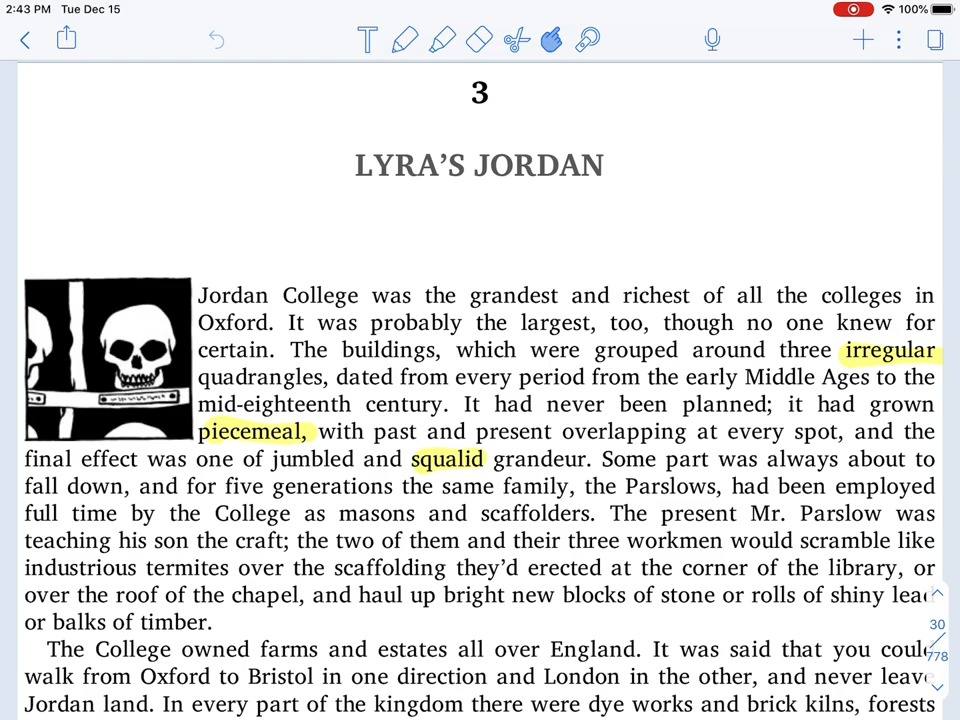 2:43 PM Tue Dec 15
100%
T
3
LYRA’S JORDAN
Jordan College was the grandest and richest of all the colleges in
Oxford. It was probably the largest, too, though no one knew for
certain. The buildings, which were grouped around three irregular
quadrangles, dated from every period from the early Middle Ages to the
mid-eighteenth century. It had never been planned; it had grown
piecemeal, with past and present overlapping at every spot, and the
final effect was one of jumbled and squalid grandeur. Some part was always about to
fall down, and for five generations the same family, the Parslows, had been employed
full time by the College as masons and scaffolders. The present Mr. Parslow was
teaching his son the craft; the two of them and their three workmen would scramble like
industrious termites over the scaffolding they’d erected at the corner of the library, or
over the roof of the chapel, and haul up bright new blocks of stone or rolls of shiny lead
or balks of timber.
The College owned farms and estates all over England. It was said that you could
walk from Oxford to Bristol in one direction and London in the other, and never leave
Jordan land. In every part of the kingdom there were dye works and brick kilns, forests
30
778